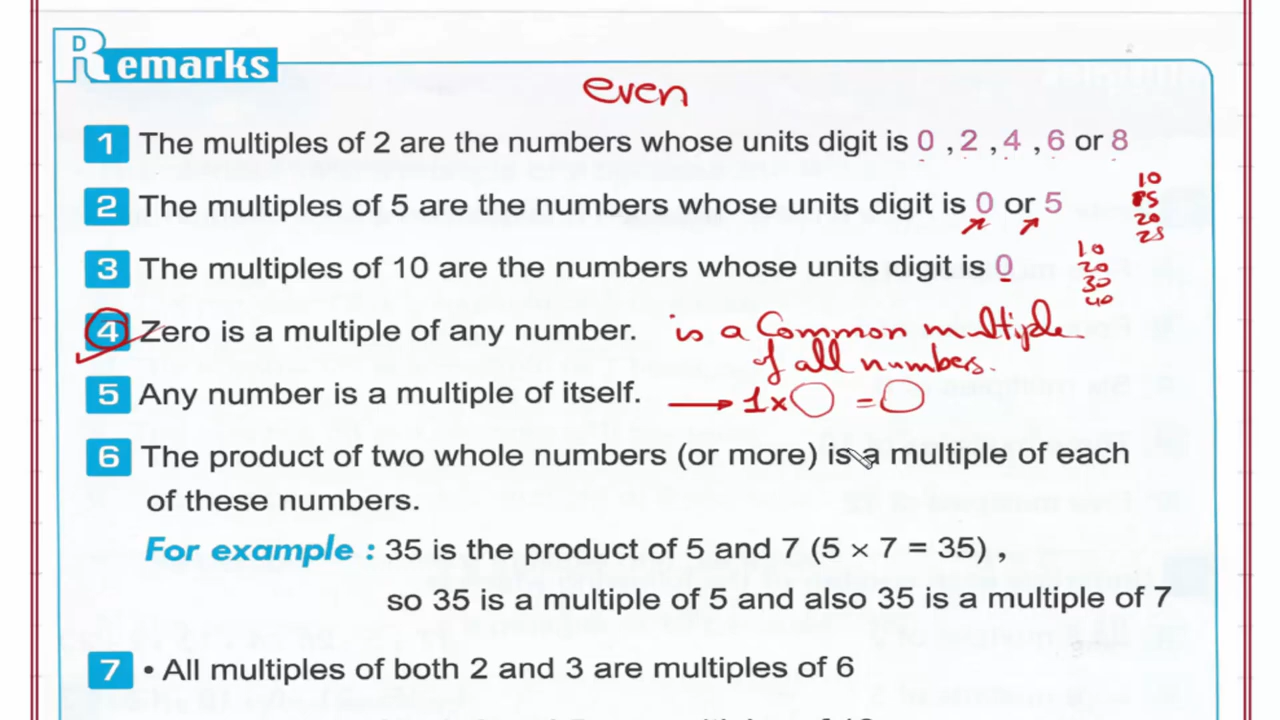 Remarks
even
1 The multiples of 2 are the numbers whose units digit is 0 , 2 , 4 , 6 or 8
2 The multiples of 5 are the numbers whose units digit is 0 or 5
10
15
20
25
3 The multiples of 10 are the numbers whose units digit is 0
10
20
30
40
4 Zero is a multiple of any number. is a Common multiple
of all numbers.
5 Any number is a multiple of itself. → 1 × ◯ = ◯
6 The product of two whole numbers (or more) is a multiple of each
of these numbers.
For example : 35 is the product of 5 and 7 (5 × 7 = 35) ,
so 35 is a multiple of 5 and also 35 is a multiple of 7
7 • All multiples of both 2 and 3 are multiples of 6